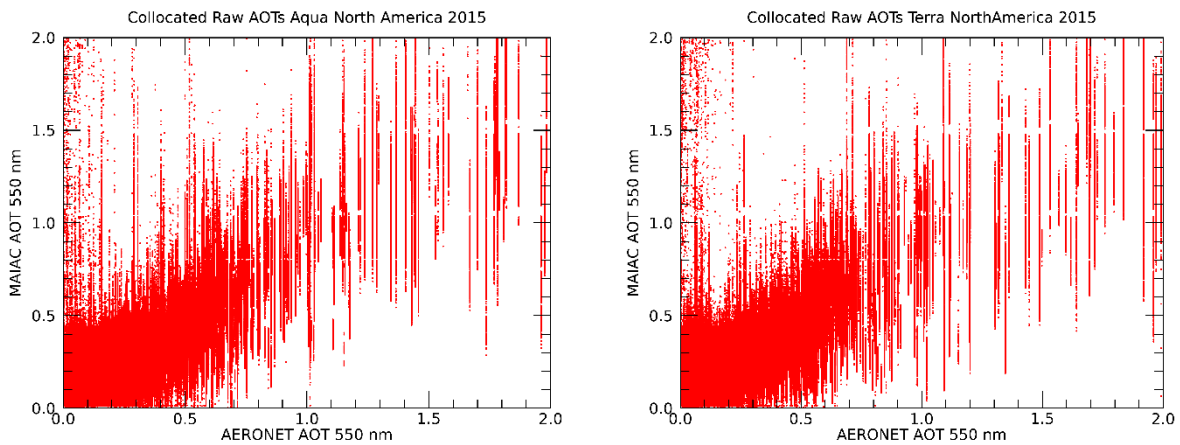 Collocated Raw AOTs Aqua North America 2015
2.0
1.5
1.0
0.5
0.0
MAIAC AOT 550 nm
0.0 0.5 1.0 1.5 2.0
AERONET AOT 550 nm
Collocated Raw AOTs Terra NorthAmerica 2015
2.0
1.5
1.0
0.5
0.0
MAIAC AOT 550 nm
0.0 0.5 1.0 1.5 2.0
AERONET AOT 550 nm